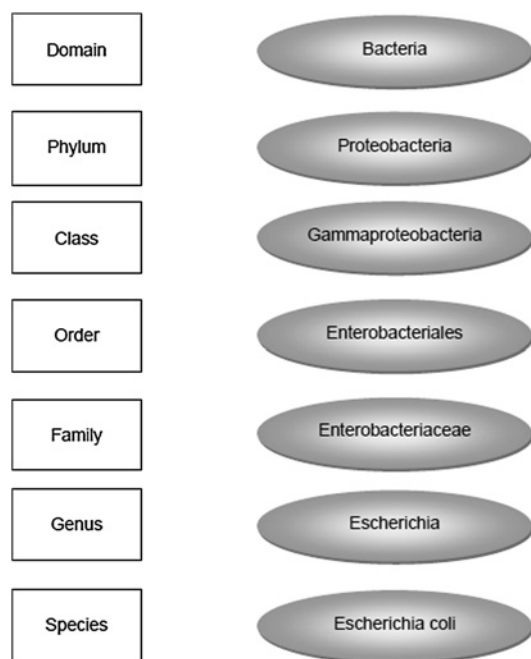 Domain Bacteria
Phylum Proteobacteria
Class Gammaproteobacteria
Order Enterobacteriales
Family Enterobacteriaceae
Genus Escherichia
Species Escherichia coli